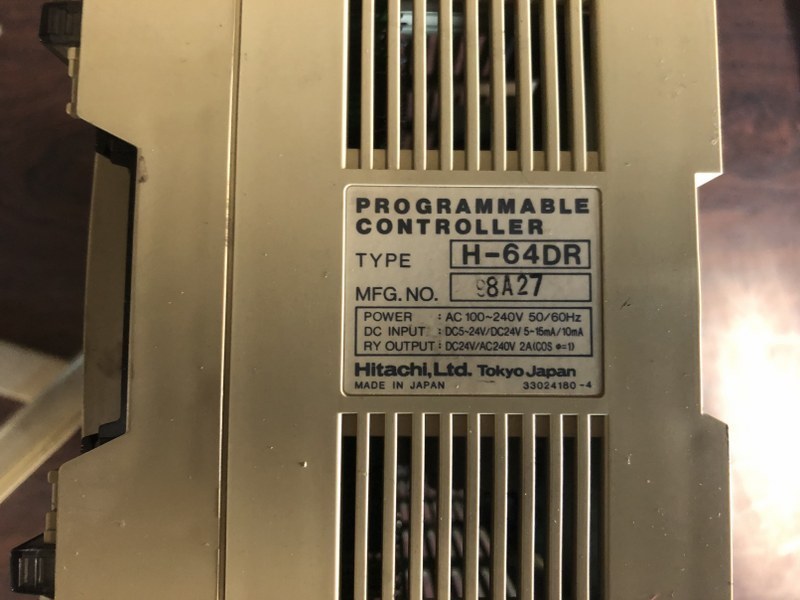 PROGRAMMABLE
CONTROLLER
TYPE H-64DR
MFG. NO. 98A27
POWER : AC 100~240V 50/60Hz
DC INPUT : DC5~24V/DC24V 5-15mA/10mA
RY OUTPUT : DC24V/AC240V 2A(COS φ=1)
Hitachi, Ltd. Tokyo Japan
MADE IN JAPAN 33024180-4